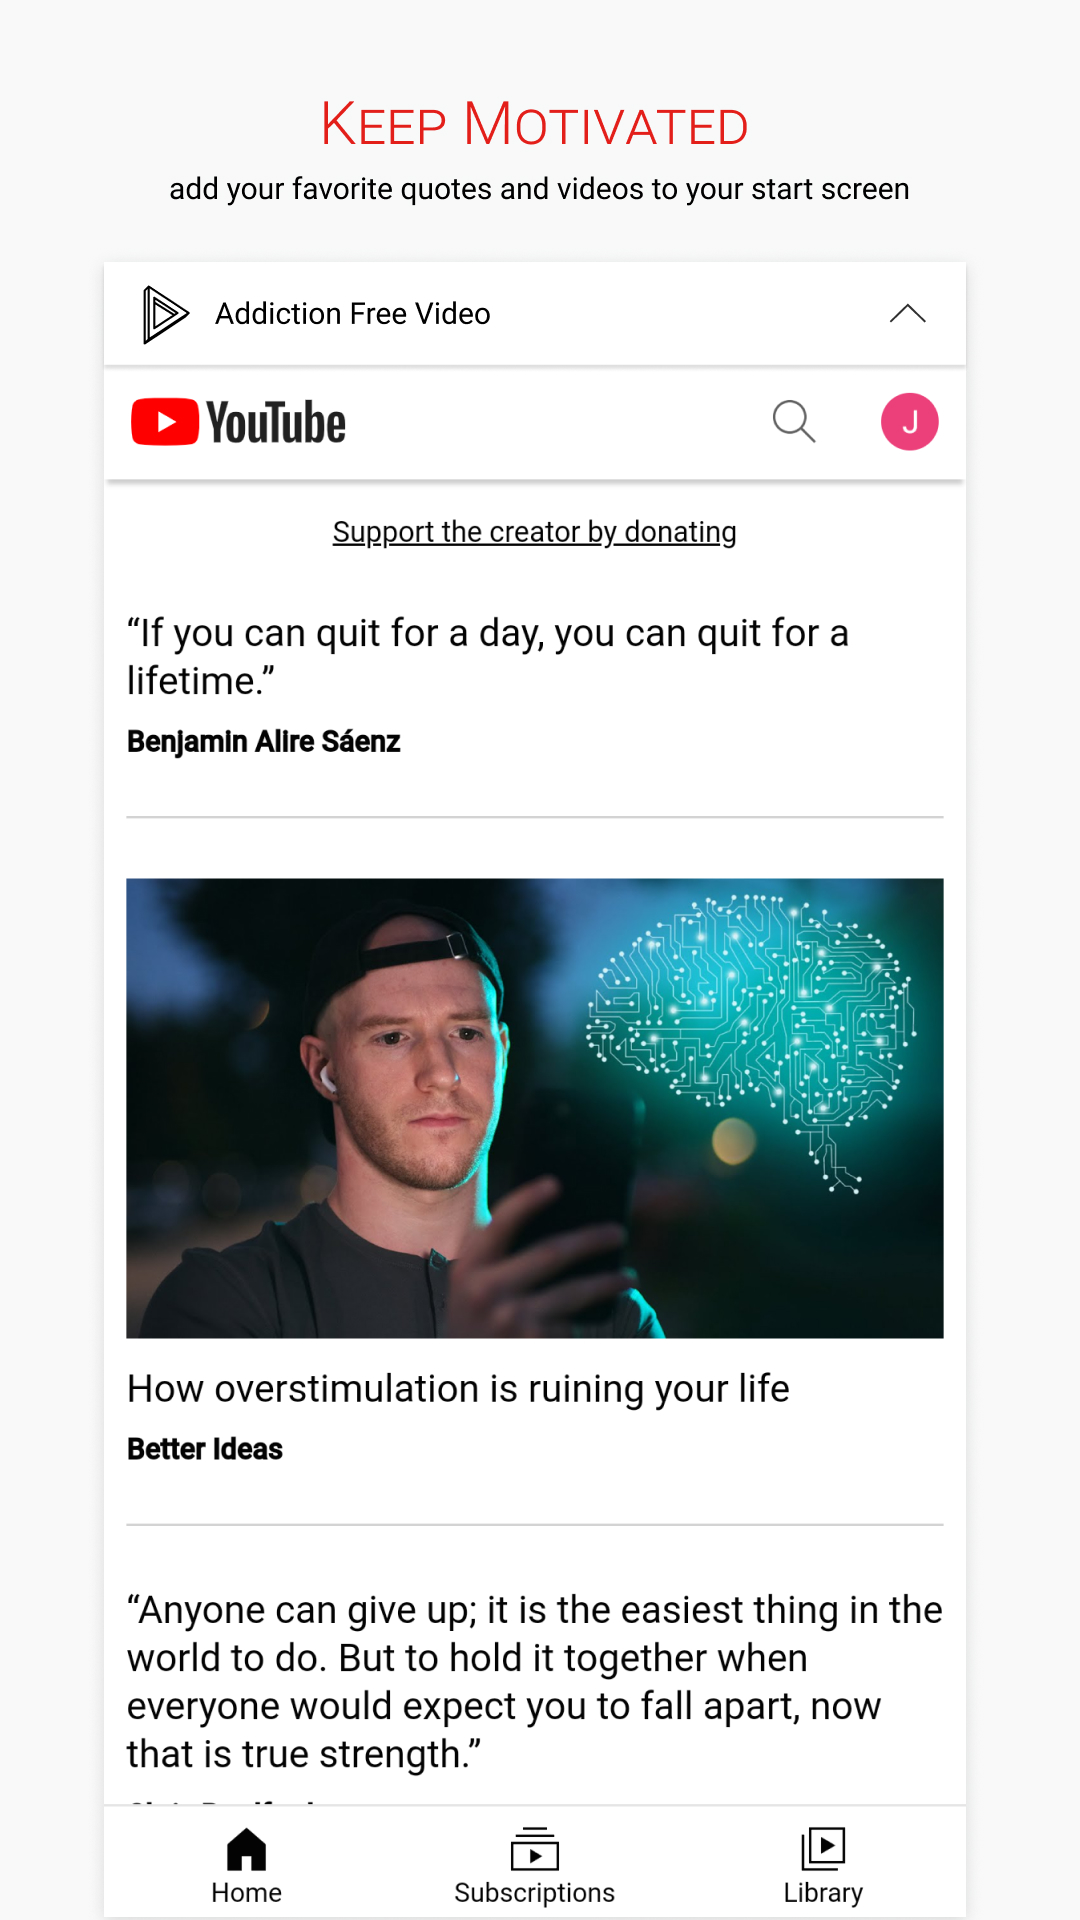 KEEP MOTIVATED
add your favorite quotes and videos to your start screen
Addiction Free Video
YouTube
J
Support the creator by donating
“If you can quit for a day, you can quit for a
lifetime.”
Benjamin Alire Sáenz
How overstimulation is ruining your life
Better Ideas
“Anyone can give up; it is the easiest thing in the
world to do. But to hold it together when
everyone would expect you to fall apart, now
that is true strength.”
Home
Subscriptions
Library